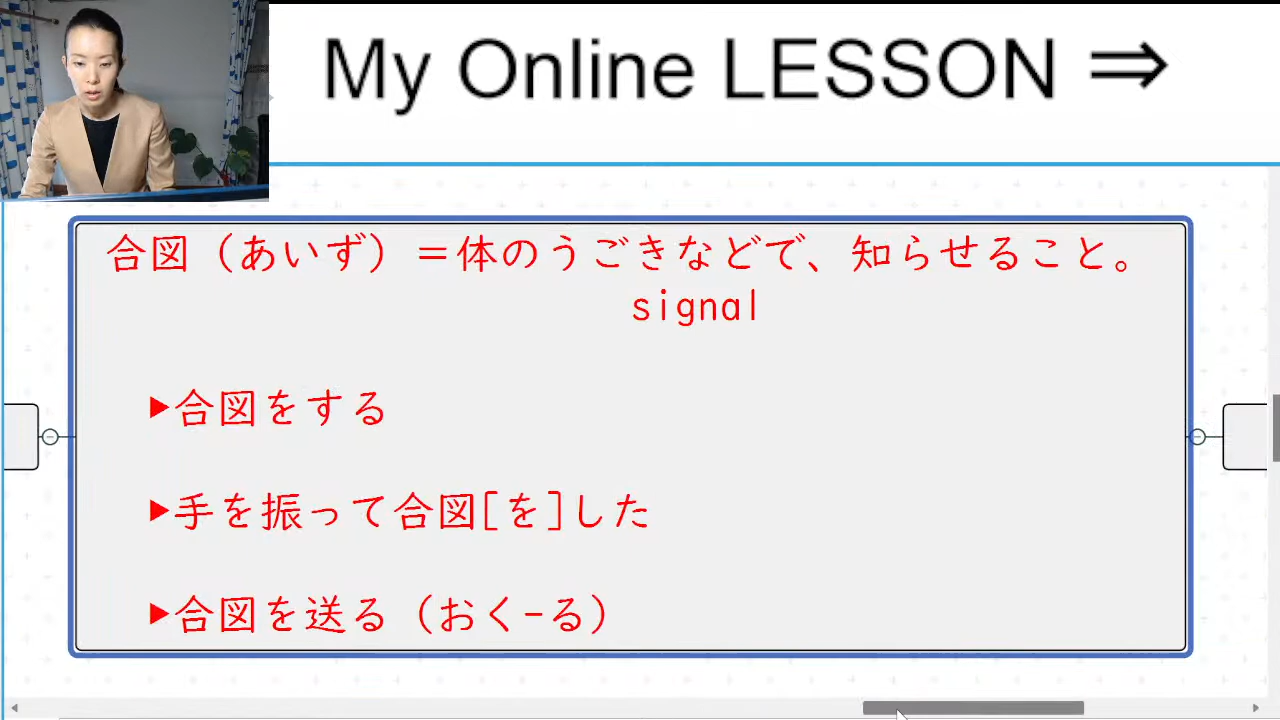 My Online LESSON ⇒
合図（あいず）＝体のうごきなどで、知らせること。
signal
▶合図をする
▶手を振って合図[を]した
▶合図を送る（おく-る）